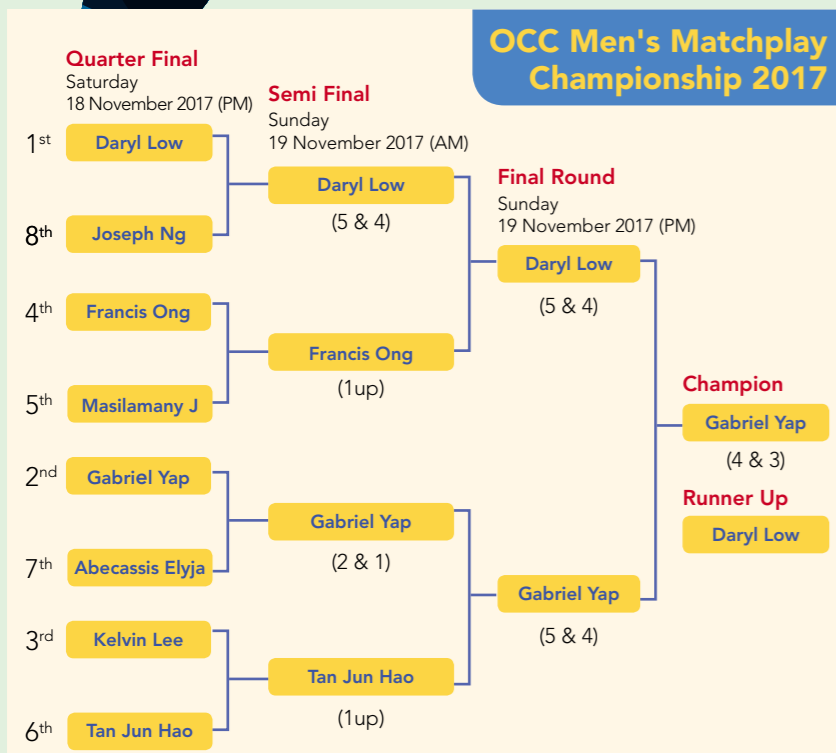 OCC Men's Matchplay
Championship 2017
Quarter Final
Saturday
18 November 2017 (PM)
1st
Daryl Low
8th
Joseph Ng
4th
Francis Ong
5th
Masilamany J
2nd
Gabriel Yap
7th
Abecassis Elyja
3rd
Kelvin Lee
6th
Tan Jun Hao
Semi Final
Sunday
19 November 2017 (AM)
Daryl Low
(5 & 4)
Francis Ong
(1up)
Gabriel Yap
(2 & 1)
Tan Jun Hao
(1up)
Final Round
Sunday
19 November 2017 (PM)
Daryl Low
(5 & 4)
Gabriel Yap
(5 & 4)
Champion
Gabriel Yap
(4 & 3)
Runner Up
Daryl Low